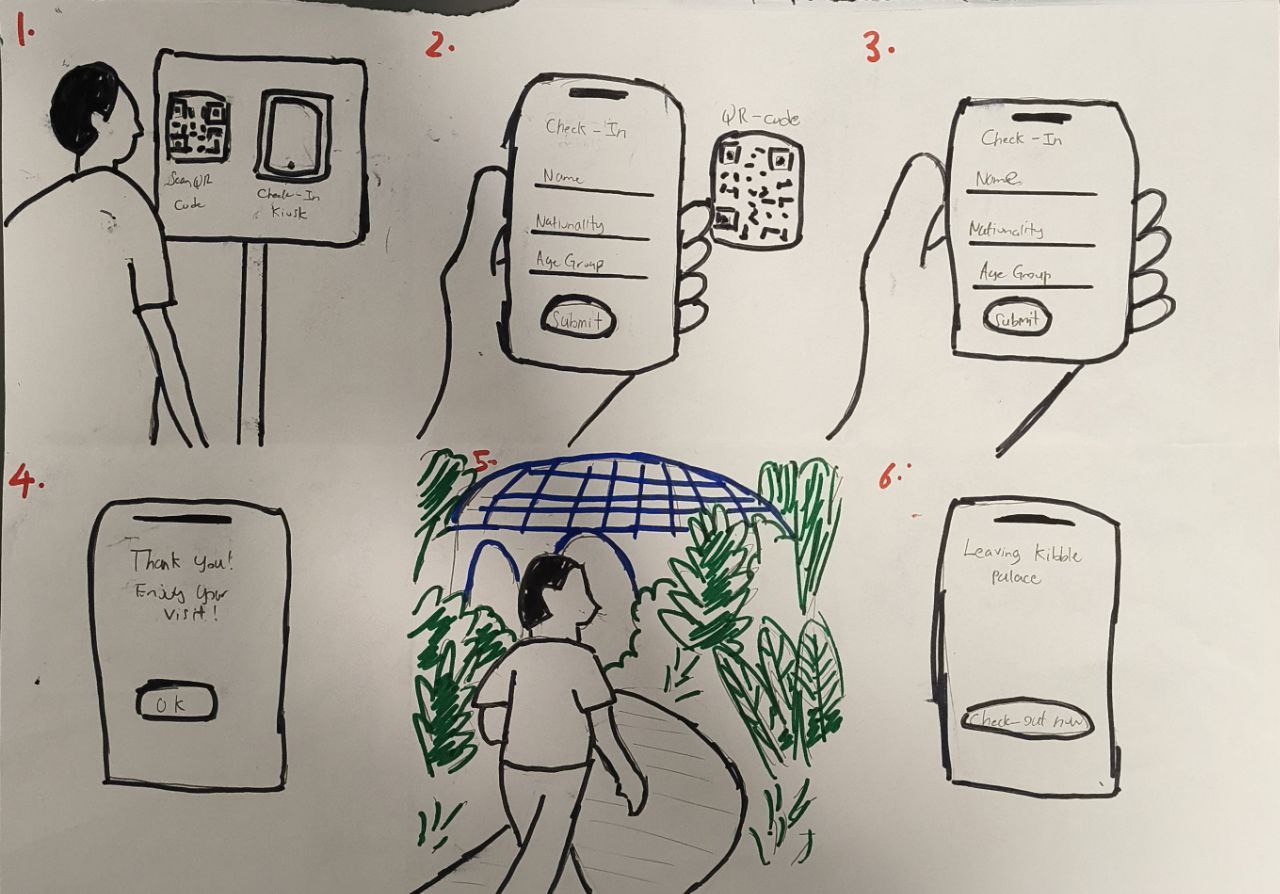 1.
Scan QR
Code
Check-In
Kiosk
2.
Check-In
Name
Nationality
Age Group
Submit
QR-code
3.
Check-In
Name
Nationality
Age Group
Submit
4.
Thank you!
Enjoy your
visit!
OK
5.
6.
Leaving Kibble
Palace
Check-out now